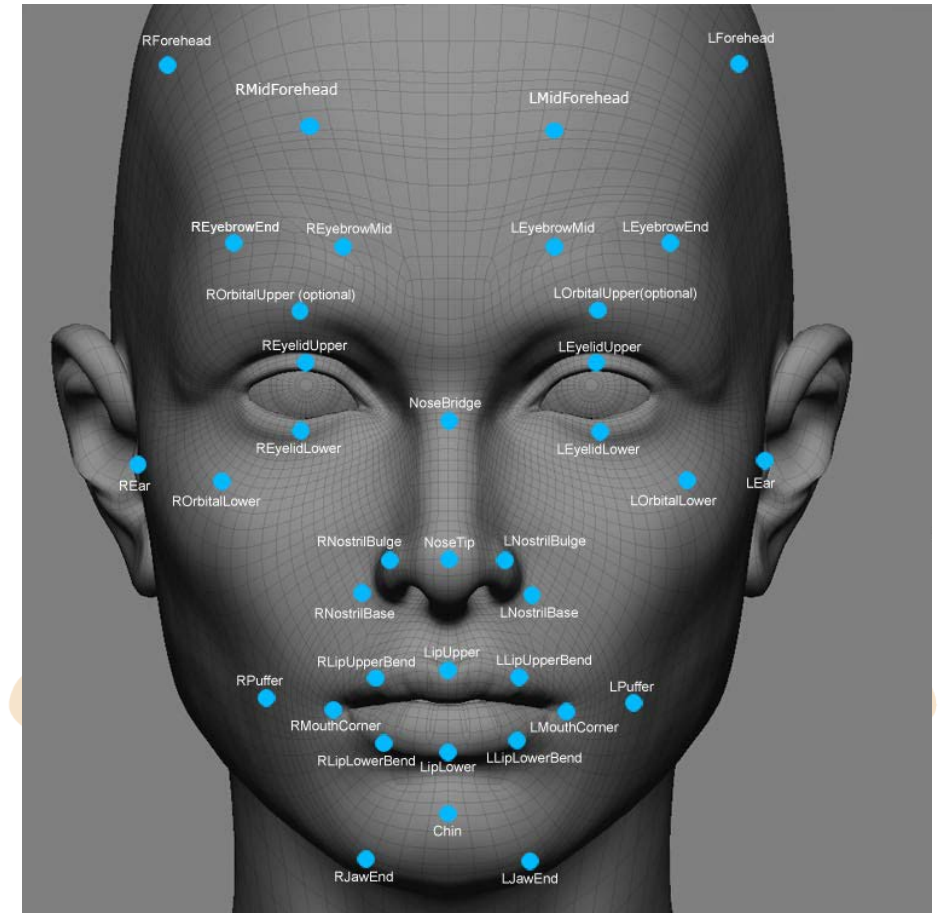 RForehead
LForehead
RMidForehead
LMidForehead
REyebrowEnd
REyebrowMid
LEyebrowMid
LEyebrowEnd
ROrbitalUpper (optional)
LOrbitalUpper(optional)
REyelidUpper
LEyelidUpper
NoseBridge
REyelidLower
LEyelidLower
REar
ROrbitalLower
LOrbitalLower
LEar
RNostrilBulge
NoseTip
LNostrilBulge
RNostrilBase
LNostrilBase
RLipUpperBend
LipUpper
LLipUpperBend
RPuffer
LPuffer
RMouthCorner
LMouthCorner
RLipLowerBend
LipLower
LLipLowerBend
Chin
RJawEnd
LJawEnd